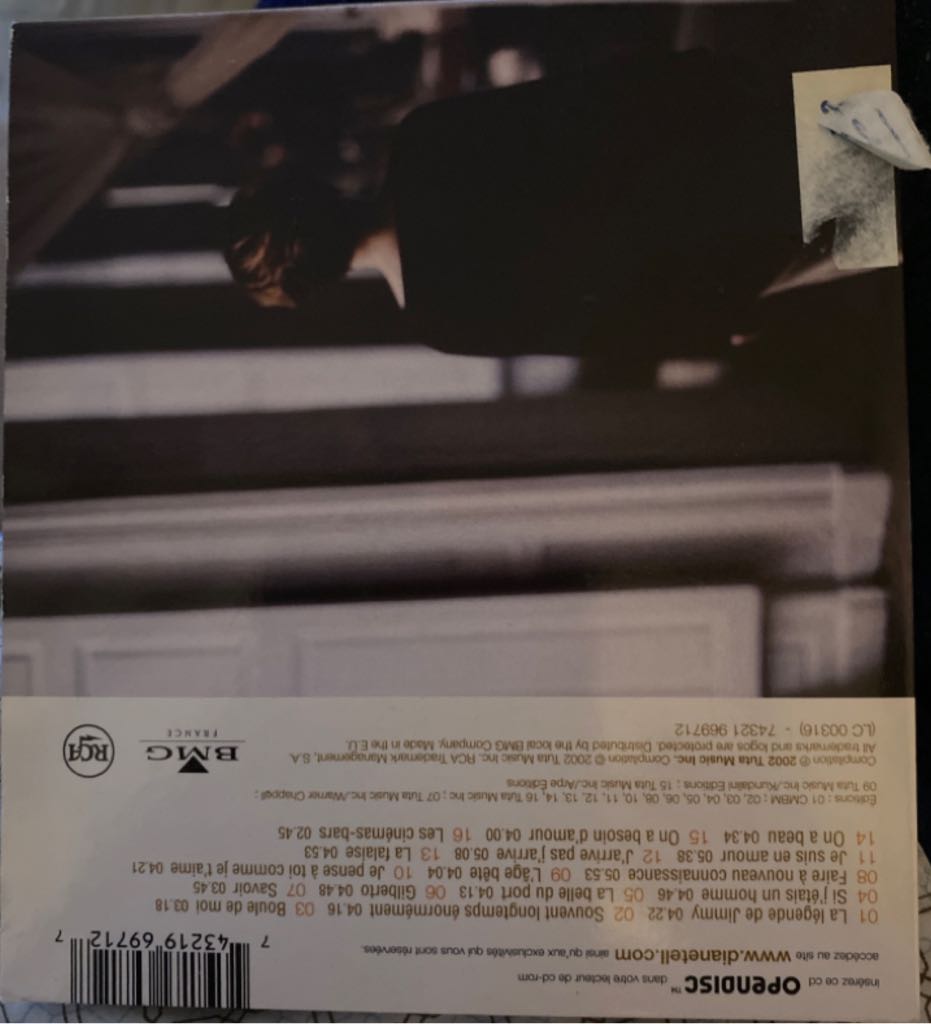 insérez ce cd OPENDISC™ dans votre lecteur de cd-rom
accédez au site www.dianetell.com ainsi qu'aux exclusivités qui vous sont réservées.
7 43219 69712 7
01 La légende de Jimmy 04.22 02 Souvent longtemps énormément 04.16 03 Boule de moi 03.18
04 Si j'étais un homme 04.46 05 La belle du port 04.13 06 Gilberto 04.48 07 Savoir 03.45
08 Faire à nouveau connaissance 05.53 09 L'âge bête 04.04 10 Je pense à toi comme je t'aime 04.21
11 Je suis en amour 05.38 12 J'arrive pas j'arrive 05.08 13 La falaise 04.53
14 On a beau 04.34 15 On a besoin d'amour 04.00 16 Les cinémas-bars 02.45
Editions : 01 CMBM ; 02, 03, 04, 05, 06, 08, 10, 11, 12, 13, 14, 16 Tuta Music Inc ; 07 Tuta Music Inc./Warner Chappell ;
09 Tuta Music Inc./Kundalini Editions ; 15 Tuta Music Inc/Arpe Editions
Compilation ℗ 2002 Tuta Music Inc. Compilation © 2002 Tuta Music Inc. RCA Trademark Management, S.A.
All trademarks and logos are protected. Distributed by the local BMG Company. Made in the E.U.
(LC 00316) - 74321 969712
BMG
FRANCE
RCA